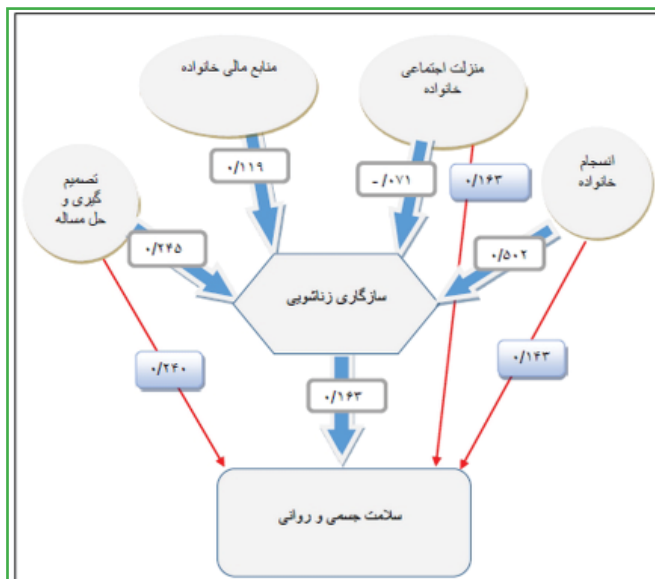 منابع مالی خانواده
منزلت اجتماعی
خانواده
تصمیم
گیری و
حل مساله
انسجام
خانواده
۰/۱۱۹
-/۰۷۱
۰/۱۶۳
۰/۲۴۵
۰/۵۰۲
سازگاری زناشویی
۰/۲۴۰
۰/۱۶۳
۰/۱۴۳
سلامت جسمی و روانی